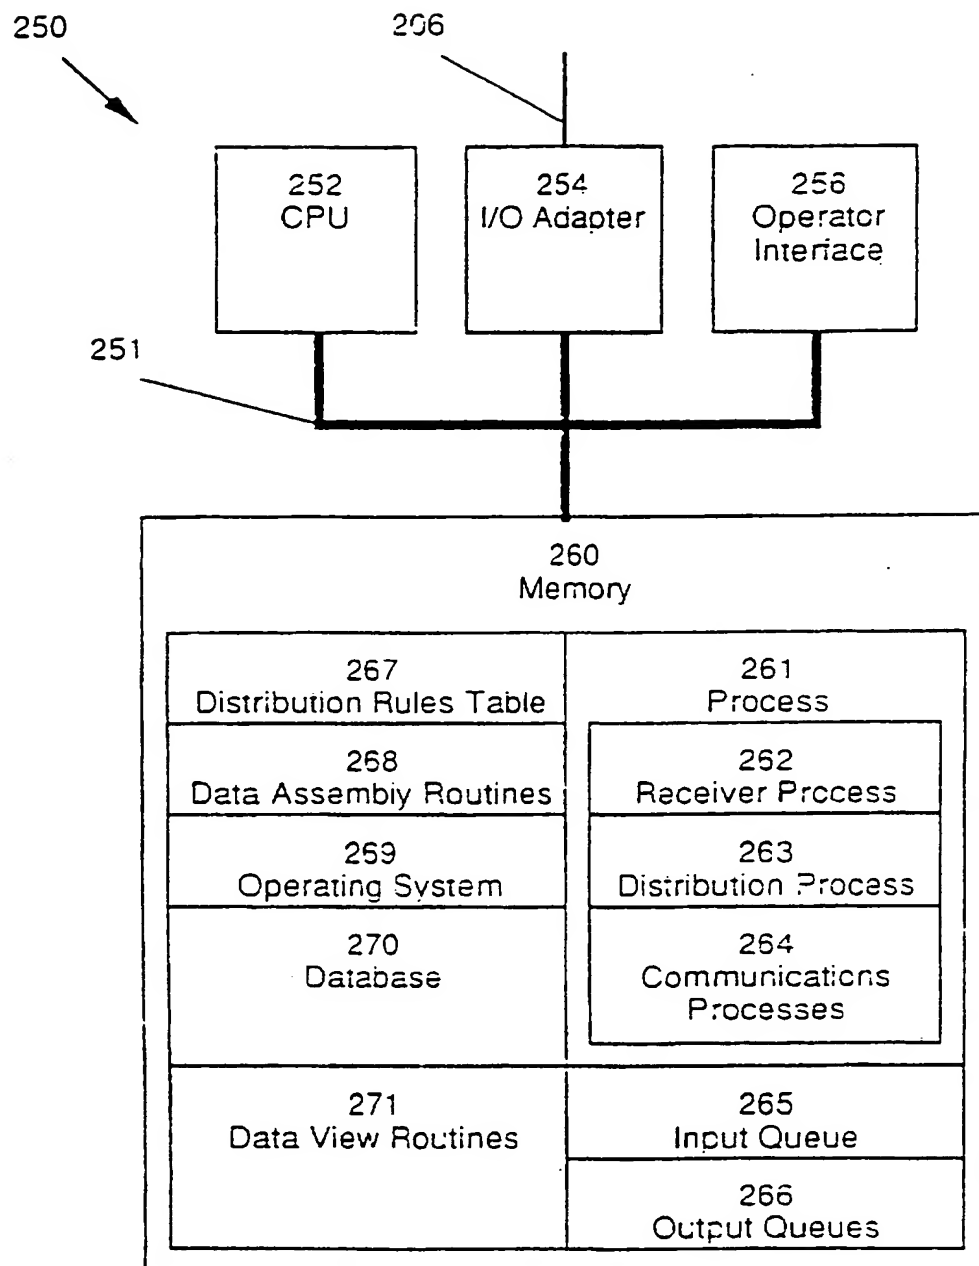 250
206
252
CPU
254
I/O Adapter
256
Operator
Interface
251
260
Memory
267
Distribution Rules Table
268
Data Assembly Routines
269
Operating System
270
Database
271
Data View Routines
261
Process
262
Receiver Process
263
Distribution Process
264
Communications
Processes
265
Input Queue
266
Output Queues